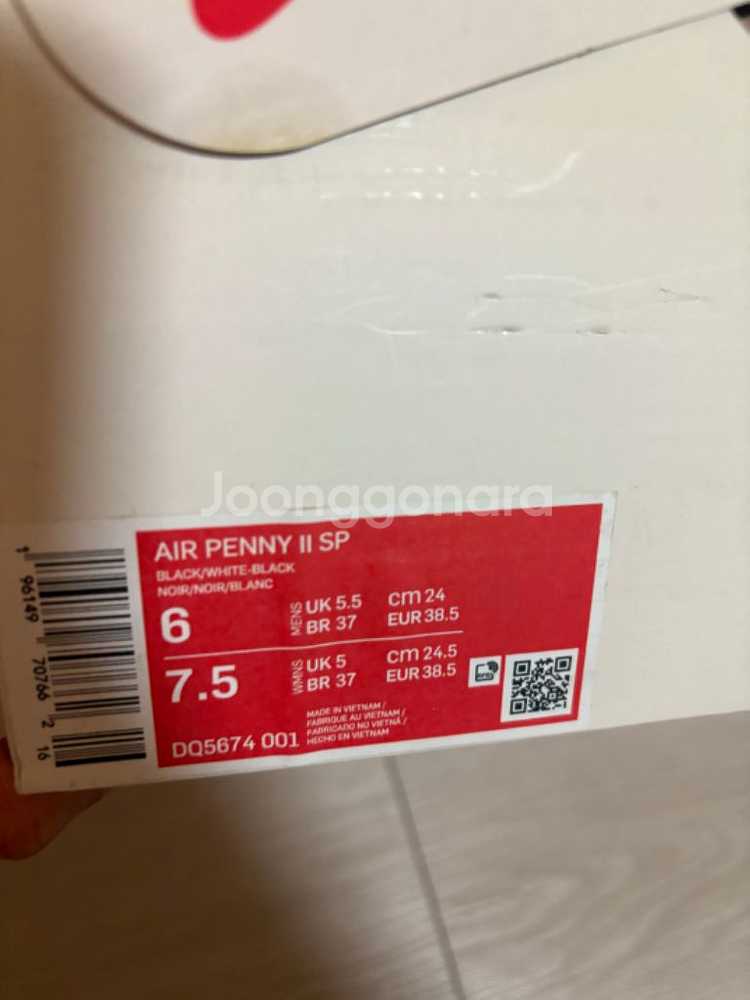 Joonggonara
AIR PENNY II SP
BLACK/WHITE-BLACK
NOIR/NOIR/BLANC
6 MENS UK 5.5 cm 24
BR 37 EUR 38.5
7.5 WMNS UK 5 cm 24.5
BR 37 EUR 38.5
DQ5674 001
MADE IN VIETNAM /
FABRIQUE AU VIETNAM /
FABRICADO NO VIETNÃ /
HECHO EN VIETNAM
1 96149 70766 2 16